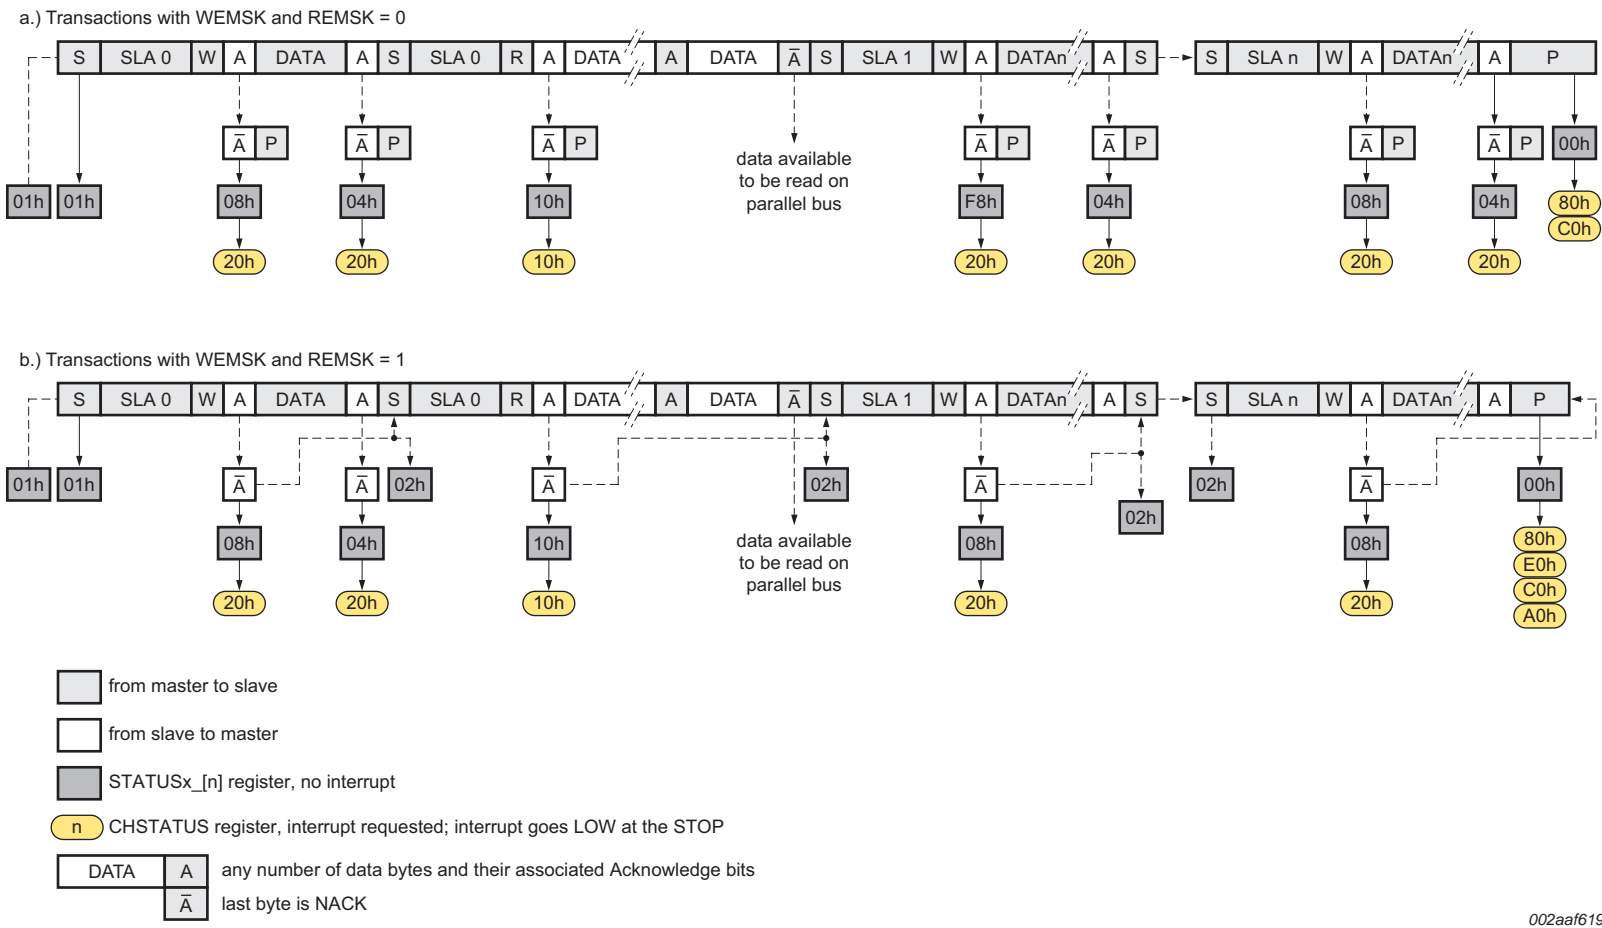 a.) Transactions with WEMSK and REMSK = 0
S SLA 0 W A DATA A S SLA 0 R A DATA A DATA A̅ S SLA 1 W A DATAn A S S SLA n W A DATAn A P
A̅ P A̅ P A̅ P A̅ P A̅ P A̅ P A̅ P 00h
data available
to be read on
parallel bus
01h 01h 08h 04h 10h F8h 04h 08h 04h 80h
C0h
20h 20h 10h 20h 20h 20h 20h
b.) Transactions with WEMSK and REMSK = 1
S SLA 0 W A DATA A S SLA 0 R A DATA A DATA A̅ S SLA 1 W A DATAn A S S SLA n W A DATAn A P
01h 01h A̅ A̅ 02h A̅ 02h A̅ 02h A̅ 00h
02h
08h 04h 10h 08h 08h 80h
data available
to be read on
parallel bus
E0h
C0h
20h 20h 10h 20h 20h A0h
from master to slave
from slave to master
STATUSx_[n] register, no interrupt
n CHSTATUS register, interrupt requested; interrupt goes LOW at the STOP
DATA A any number of data bytes and their associated Acknowledge bits
A̅ last byte is NACK
002aaf619